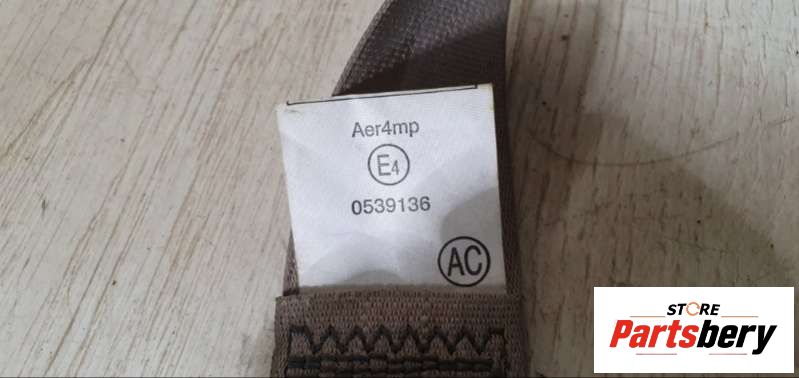 Aer4mp
E4
0539136
AC
STORE
Partsbery